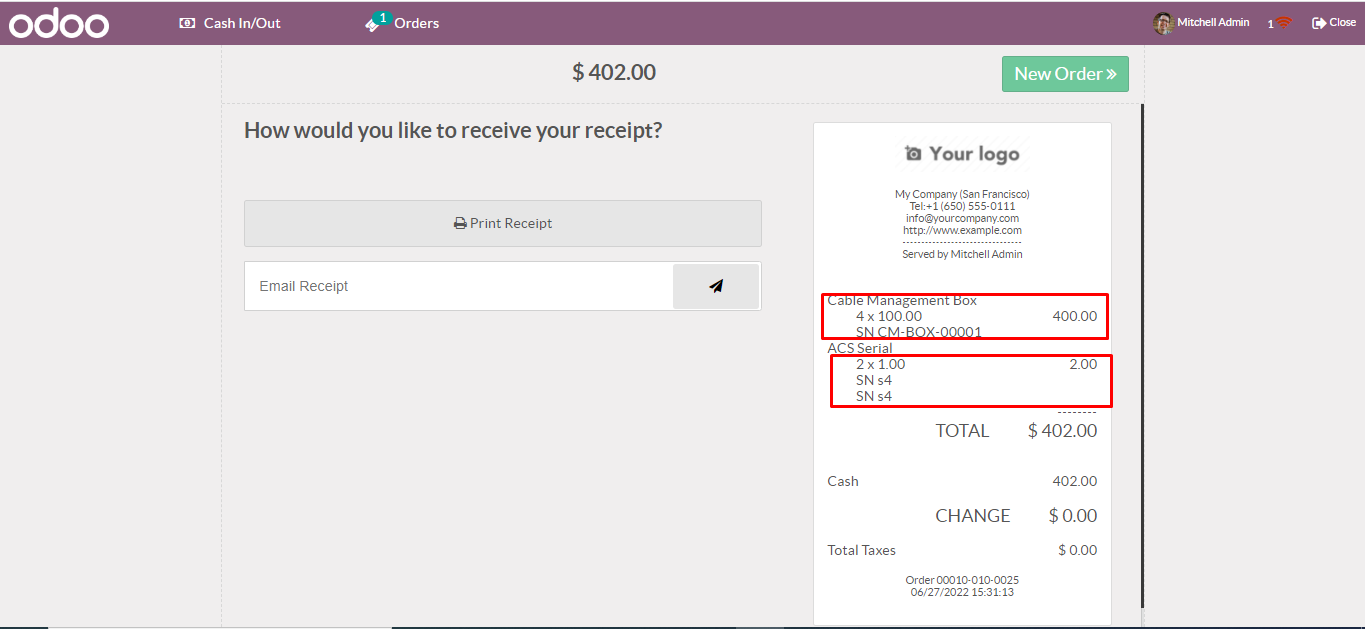 odoo Cash In/Out 1 Orders Mitchell Admin 1 Close
$ 402.00
New Order
How would you like to receive your receipt?
Print Receipt
Email Receipt
Your logo
My Company (San Francisco)
Tel:+1 (650) 555-0111
info@yourcompany.com
http://www.example.com
--------------------------------
Served by Mitchell Admin
Cable Management Box
4 x 100.00 400.00
SN CM-BOX-00001
ACS Serial
2 x 1.00 2.00
SN s4
SN s4
--------
TOTAL $ 402.00
Cash 402.00
CHANGE $ 0.00
Total Taxes $ 0.00
Order 00010-010-0025
06/27/2022 15:31:13